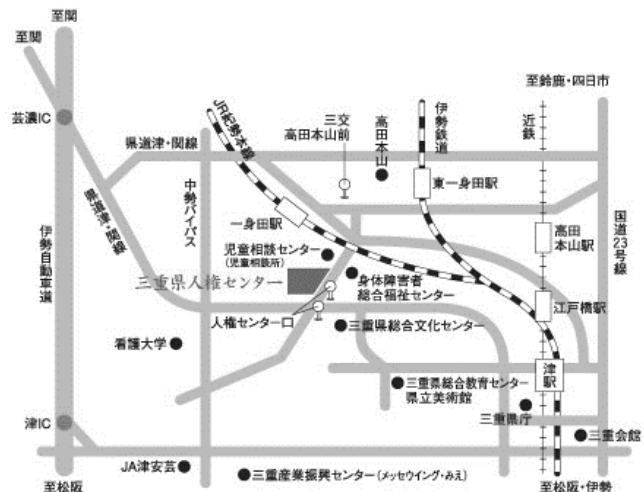 至関
至関
至鈴鹿・四日市
芸濃IC
JR紀勢本線
三交
高田本山前
高田本山
伊勢鉄道
近鉄
県道津・関線
東一身田駅
県道津・関線
中勢バイパス
一身田駅
高田
本山駅
国道23号線
伊勢自動車道
児童相談センター
(児童相談所)
三重県人権センター
身体障害者
総合福祉センター
江戸橋駅
人権センター口
三重県総合文化センター
看護大学
津駅
三重県総合教育センター
県立美術館
三重県庁
津IC
三重会館
JA津安芸
三重産業振興センター(メッセウイング・みえ)
至松阪
至松阪・伊勢